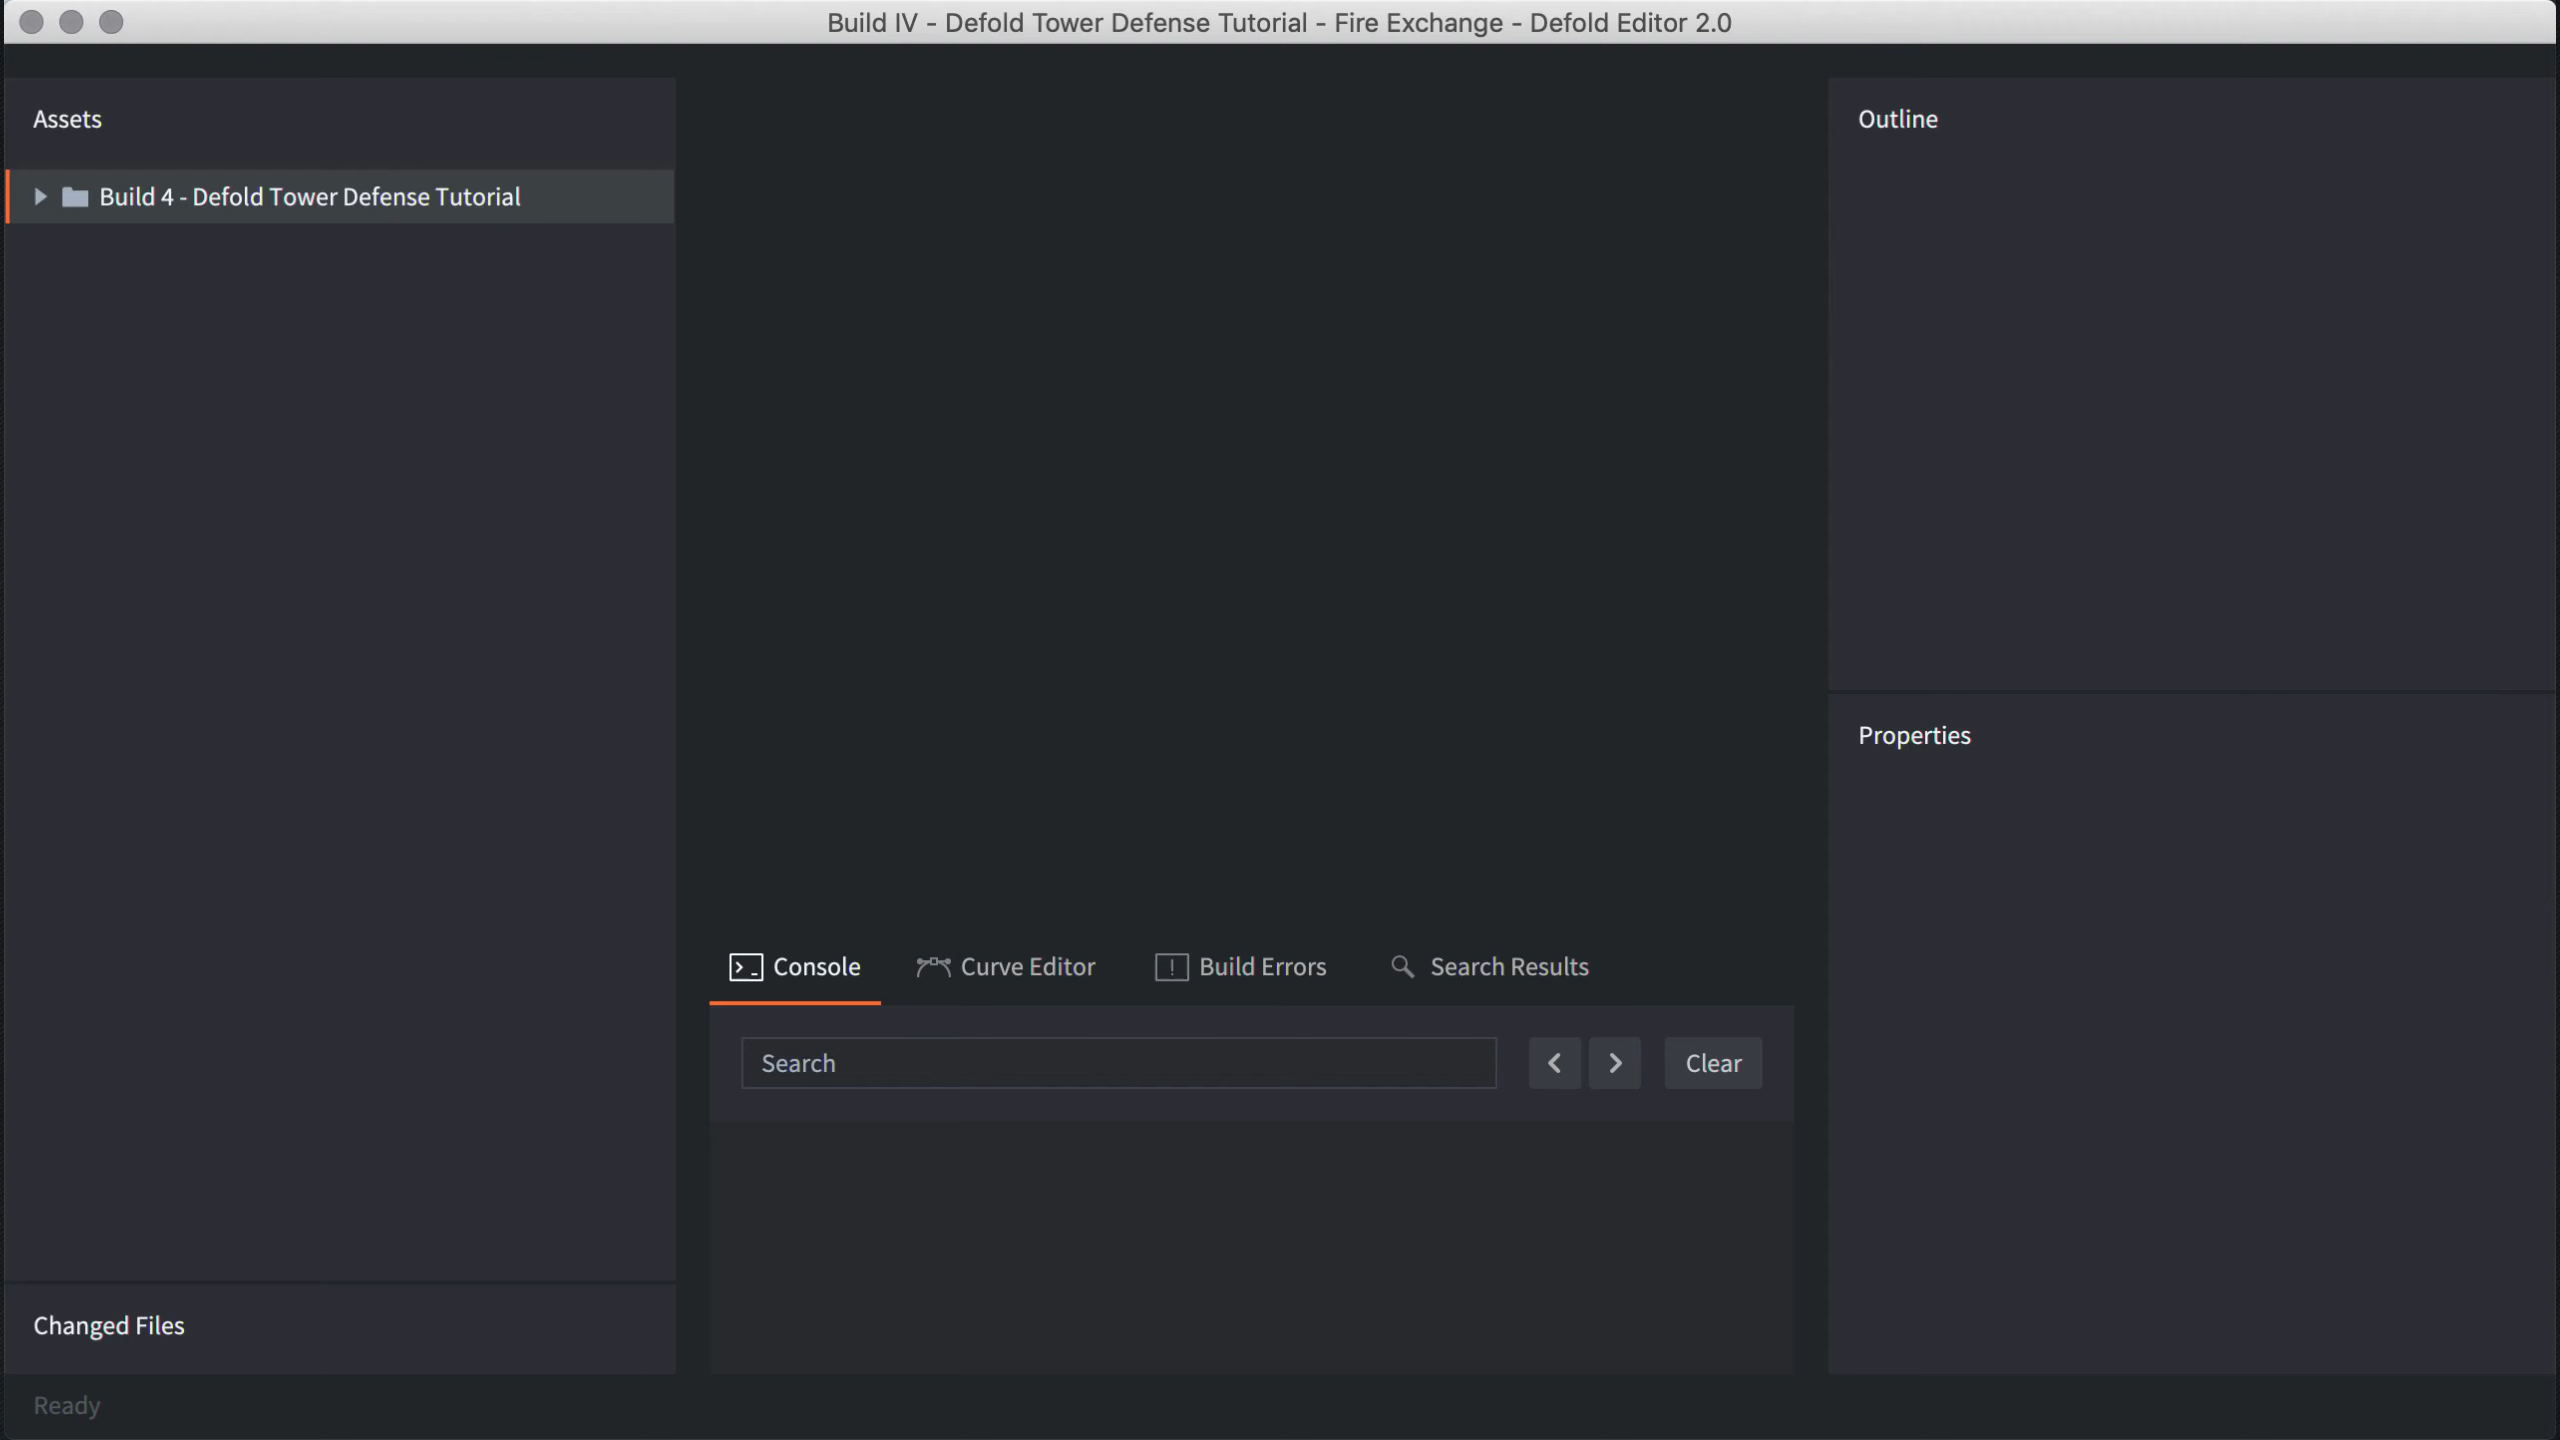 Build IV - Defold Tower Defense Tutorial - Fire Exchange - Defold Editor 2.0
Assets
Build 4 - Defold Tower Defense Tutorial
Outline
Properties
Console
Curve Editor
Build Errors
Search Results
Search
Clear
Changed Files
Ready